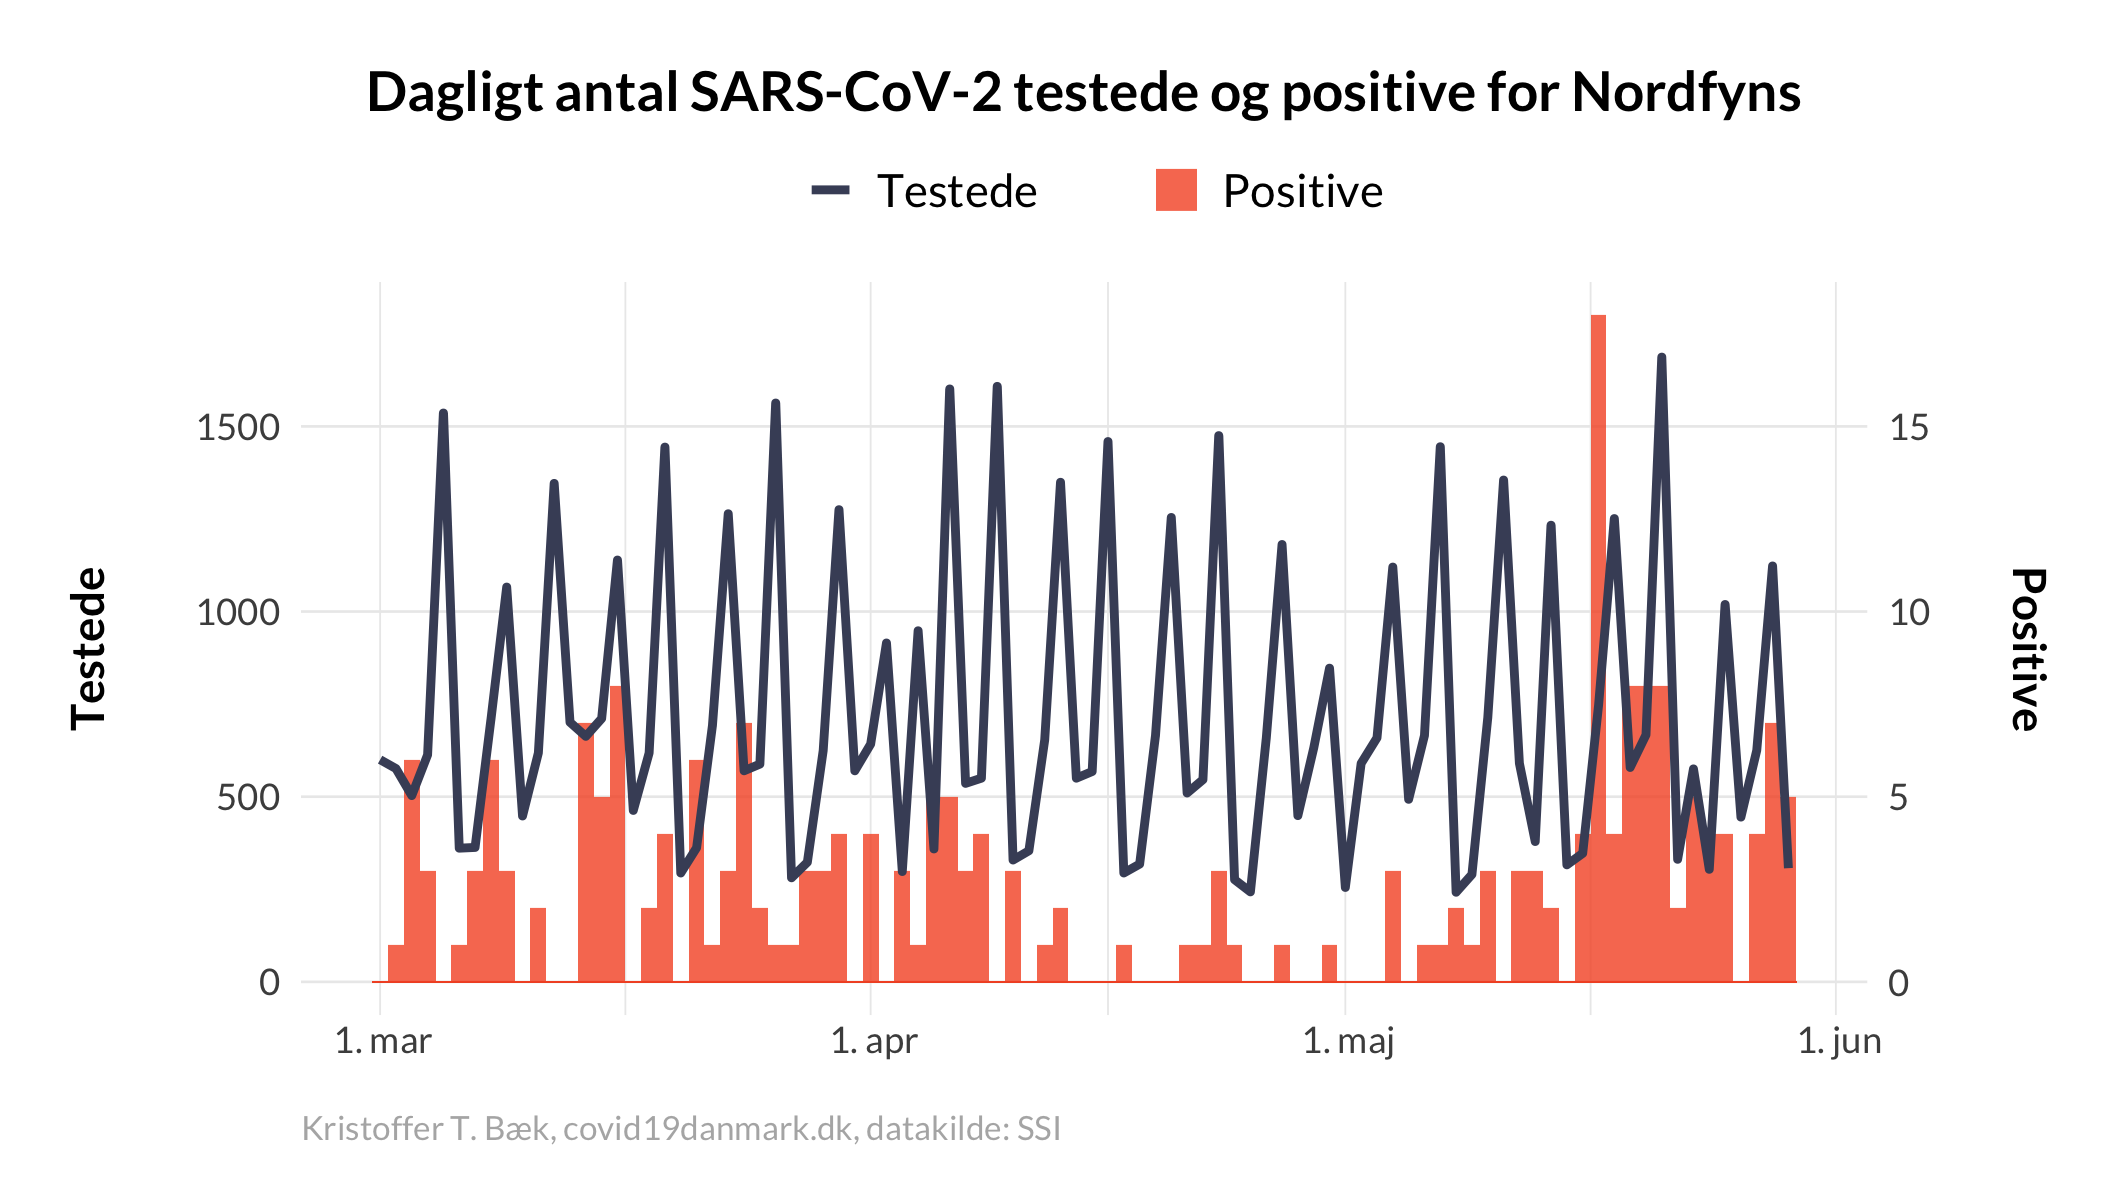 Dagligt antal SARS-CoV-2 testede og positive for Nordfyns
Testede
Positive
Testede
1500
1000
500
0
15
10
5
0
Positive
1. mar
1. apr
1. maj
1. jun
Kristoffer T. Bæk, covid19danmark.dk, datakilde: SSI